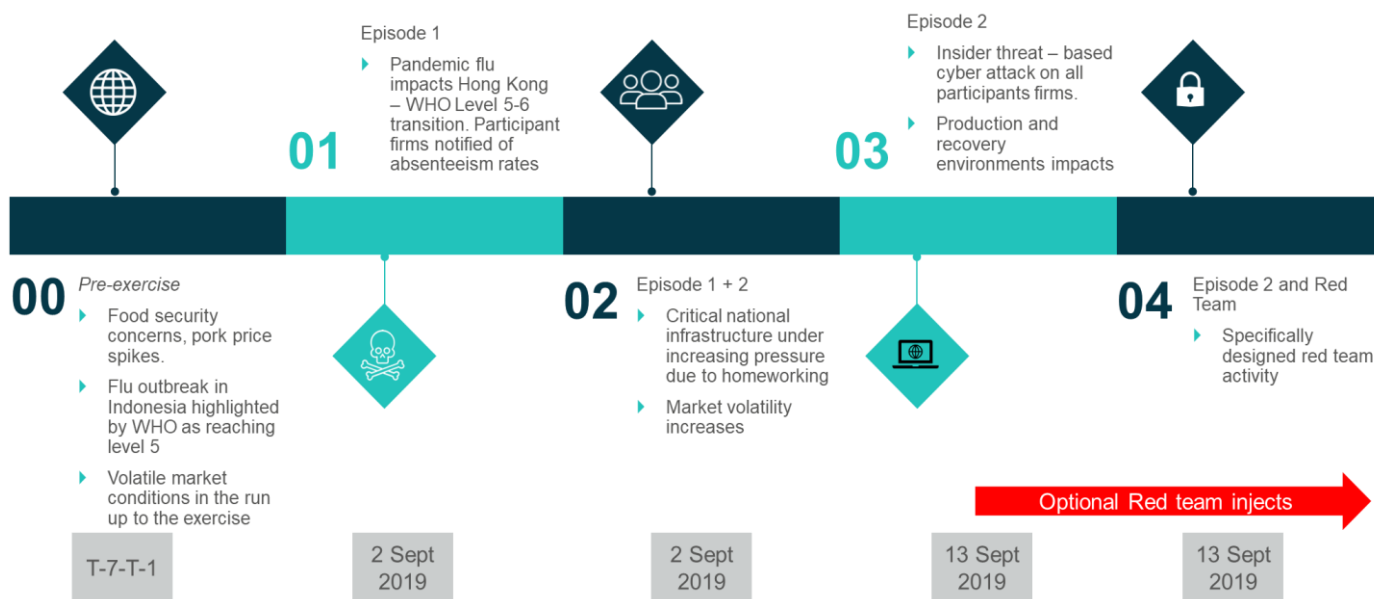 00
Pre-exercise
Food security
concerns, pork price
spikes.
Flu outbreak in
Indonesia highlighted
by WHO as reaching
level 5
Volatile market
conditions in the run
up to the exercise
T-7-T-1
01
Episode 1
Pandemic flu
impacts Hong Kong
– WHO Level 5-6
transition. Participant
firms notified of
absenteeism rates
2 Sept
2019
02
Episode 1 + 2
Critical national
infrastructure under
increasing pressure
due to homeworking
Market volatility
increases
2 Sept
2019
03
Episode 2
Insider threat – based
cyber attack on all
participants firms.
Production and
recovery
environments impacts
13 Sept
2019
04
Episode 2 and Red
Team
Specifically
designed red team
activity
Optional Red team injects
13 Sept
2019